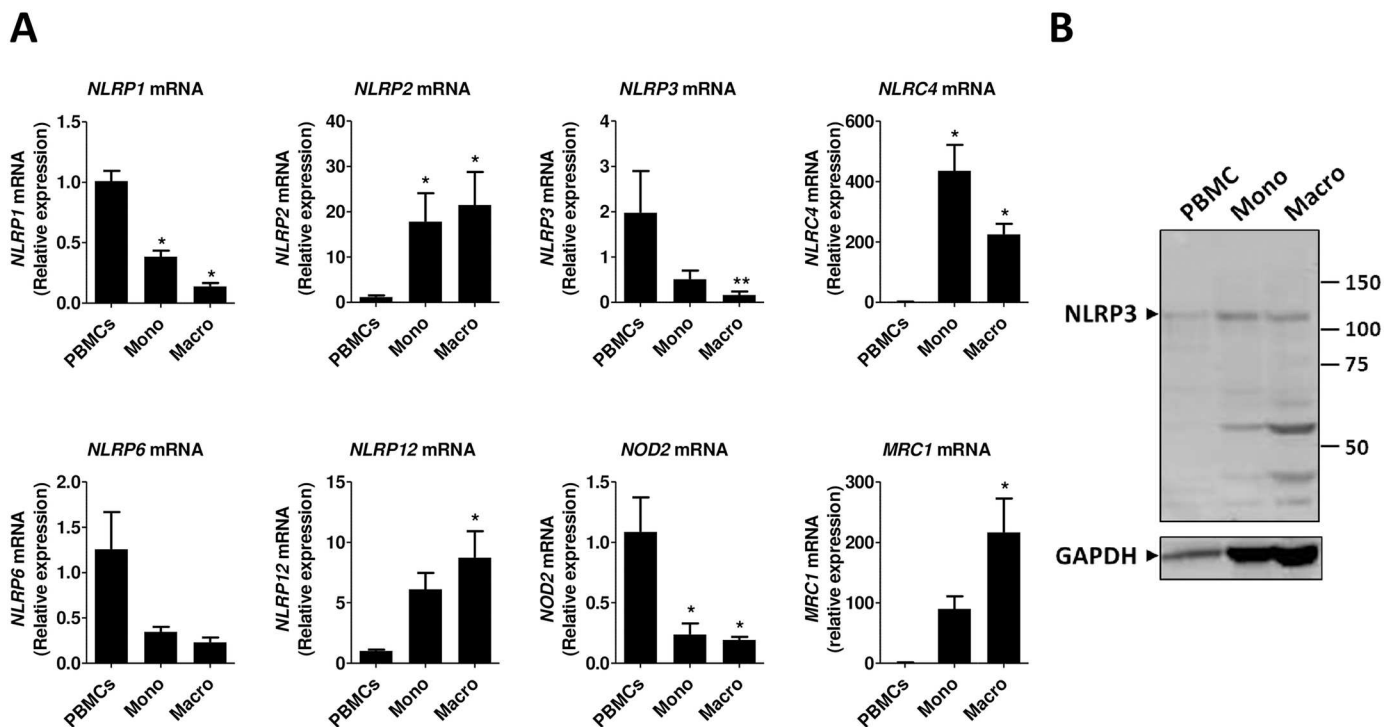 A
B
NLRP1 mRNA
NLRP2 mRNA
NLRP3 mRNA
NLRC4 mRNA
NLRP1 mRNA
(Relative expression)
1.5
1.0
0.5
0.0
*
*
PBMCs
Mono
Macro
NLRP2 mRNA
(Relative expression)
40
30
20
10
0
*
*
PBMCs
Mono
Macro
NLRP3 mRNA
(Relative expression)
4
3
2
1
0
**
PBMCs
Mono
Macro
NLRC4 mRNA
(Relative expression)
600
400
200
0
*
*
PBMCs
Mono
Macro
NLRP6 mRNA
NLRP12 mRNA
NOD2 mRNA
MRC1 mRNA
NLRP6 mRNA
(Relative expression)
2.0
1.5
1.0
0.5
0.0
PBMCs
Mono
Macro
NLRP12 mRNA
(Relative expression)
15
10
5
0
*
PBMCs
Mono
Macro
NOD2 mRNA
(Relative expression)
1.5
1.0
0.5
0.0
*
*
PBMCs
Mono
Macro
MRC1 mRNA
(relative expression)
300
200
100
0
*
PBMCs
Mono
Macro
PBMC
Mono
Macro
NLRP3
150
100
75
50
GAPDH